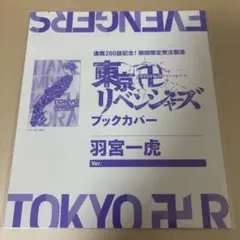 EVENGERS
連載200話記念!期間限定受注製造
東京卍
リベンジャーズ
ブックカバー
羽宮一虎
Ver.
TOKYO 卍 R